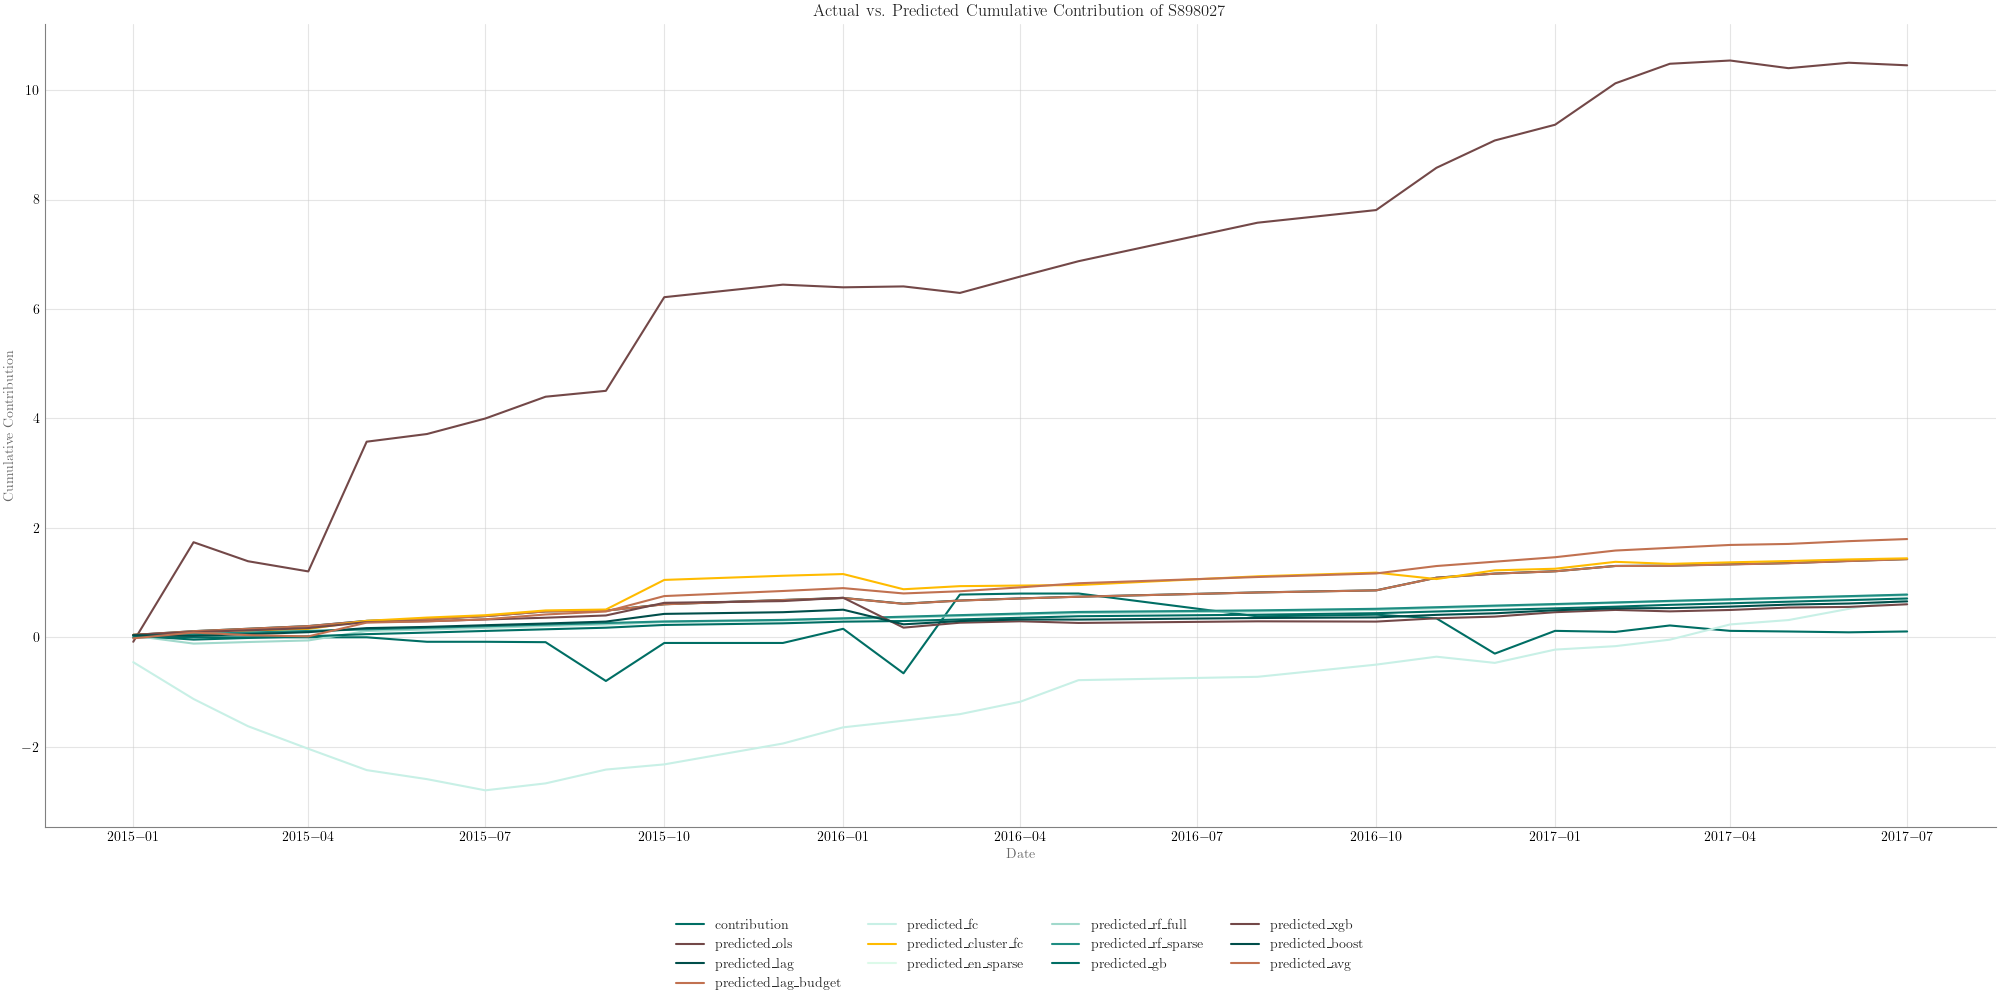 Actual vs. Predicted Cumulative Contribution of S898027
Cumulative Contribution
10
8
6
4
2
0
−2
2015−01 2015−04 2015−07 2015−10 2016−01 2016−04 2016−07 2016−10 2017−01 2017−04 2017−07
Date
contribution predicted_fc predicted_rf_full predicted_xgb
predicted_ols predicted_cluster_fc predicted_rf_sparse predicted_boost
predicted_lag predicted_en_sparse predicted_gb predicted_avg
predicted_lag_budget